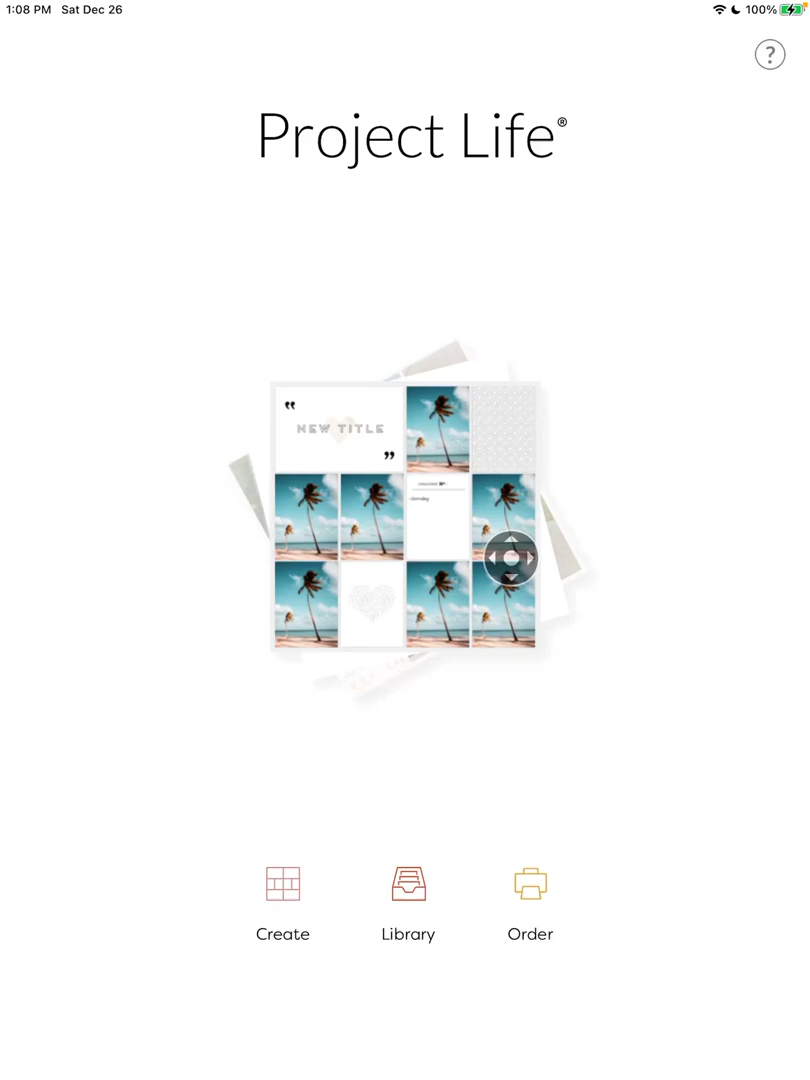 1:08 PM Sat Dec 26
100%
?
Project Life®
“
NEW TITLE
”
Create
Library
Order